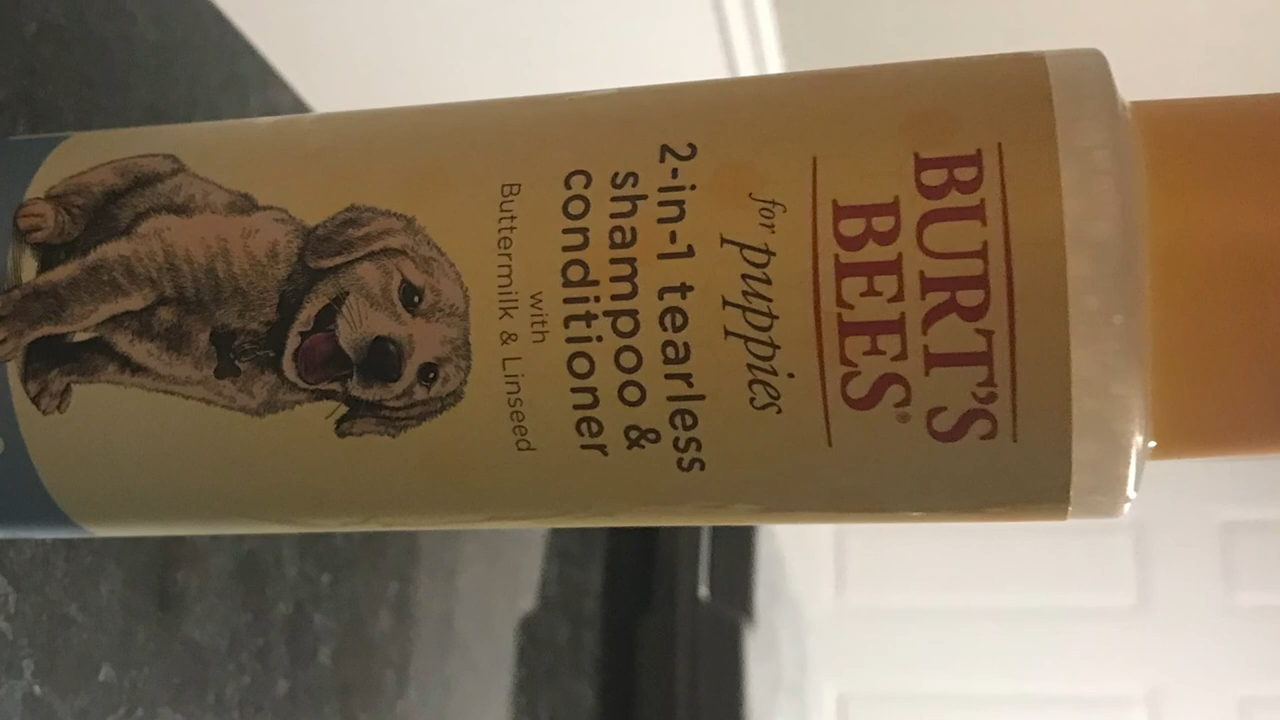 BURT'S
BEES®
for puppies
2-in-1 tearless
shampoo &
conditioner
with
Buttermilk & Linseed